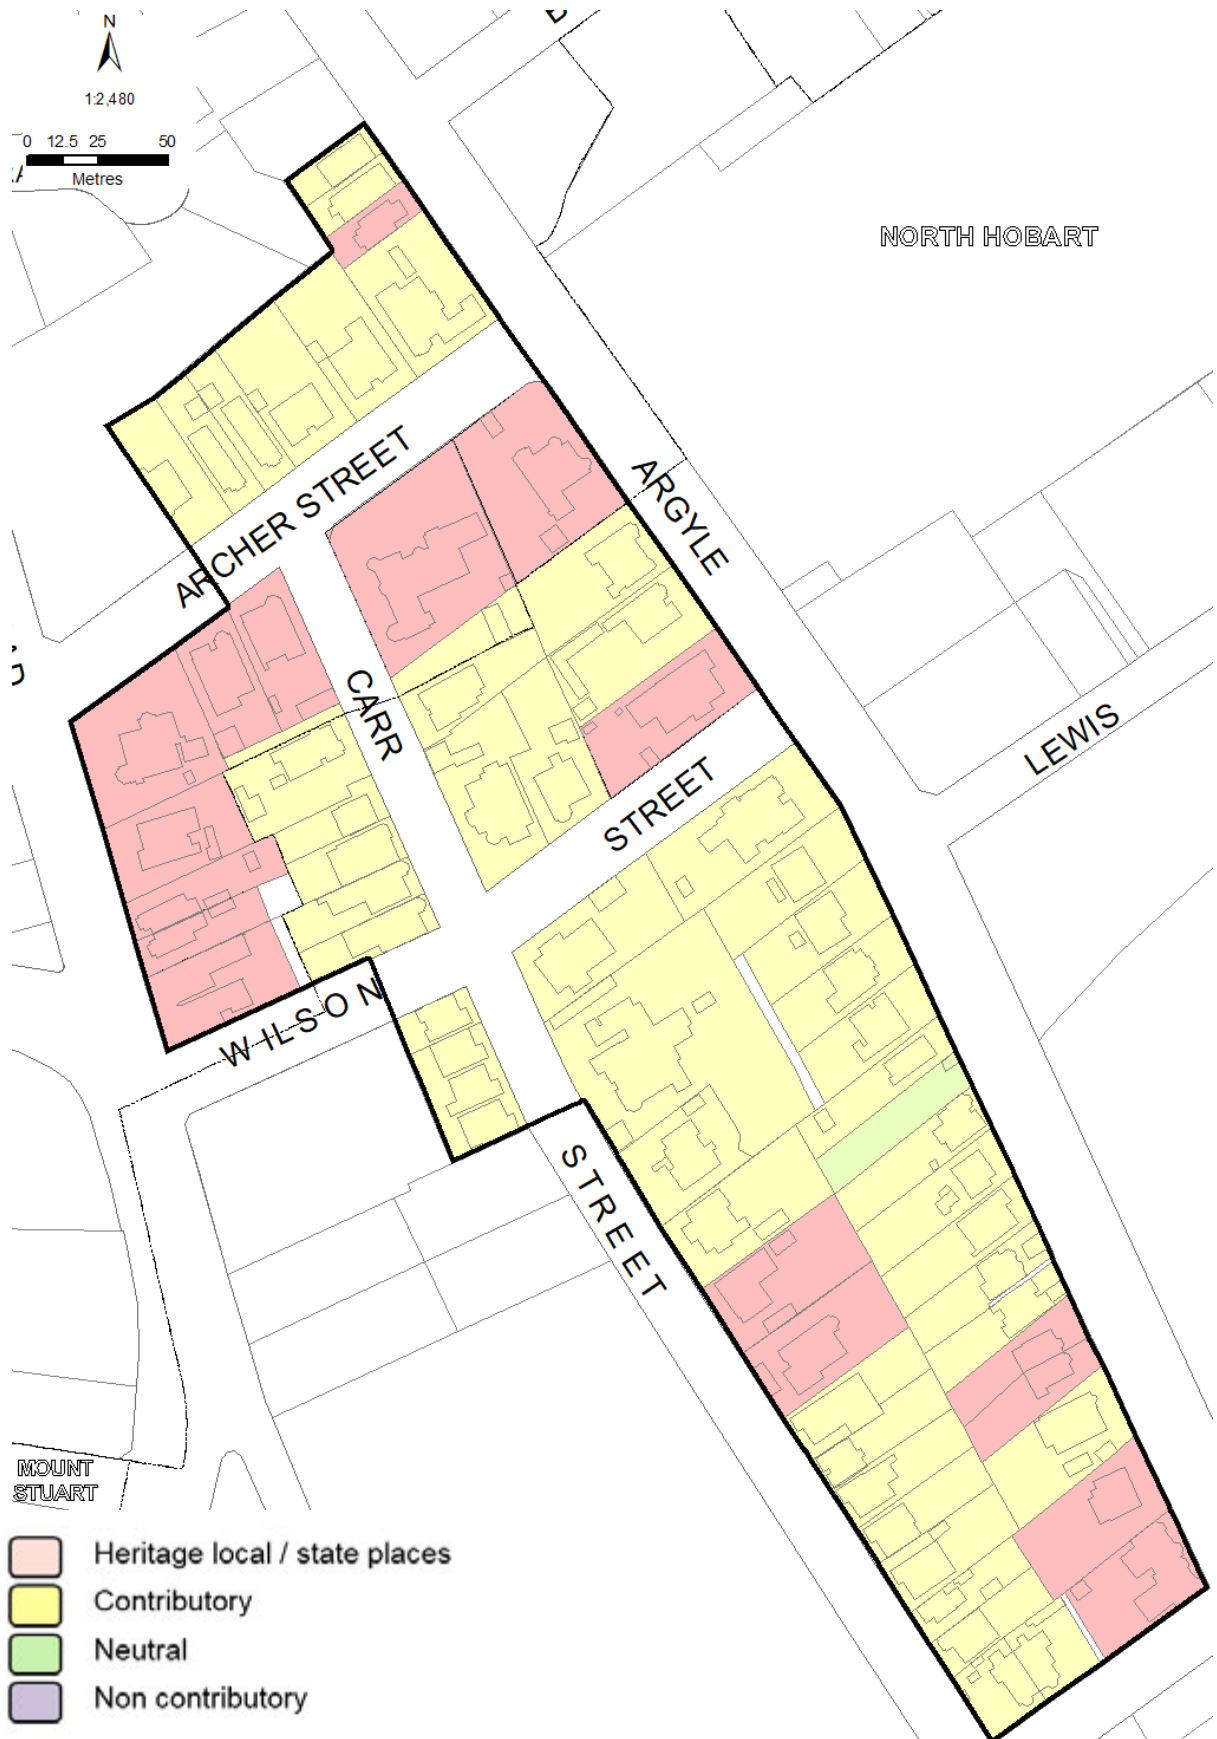 N
1:2,480
0 12.5 25 50
Metres
NORTH HOBART
ARCHER STREET
ARGYLE
CARR
STREET
LEWIS
WILSON
STREET
MOUNT
STUART
Heritage local / state places
Contributory
Neutral
Non contributory